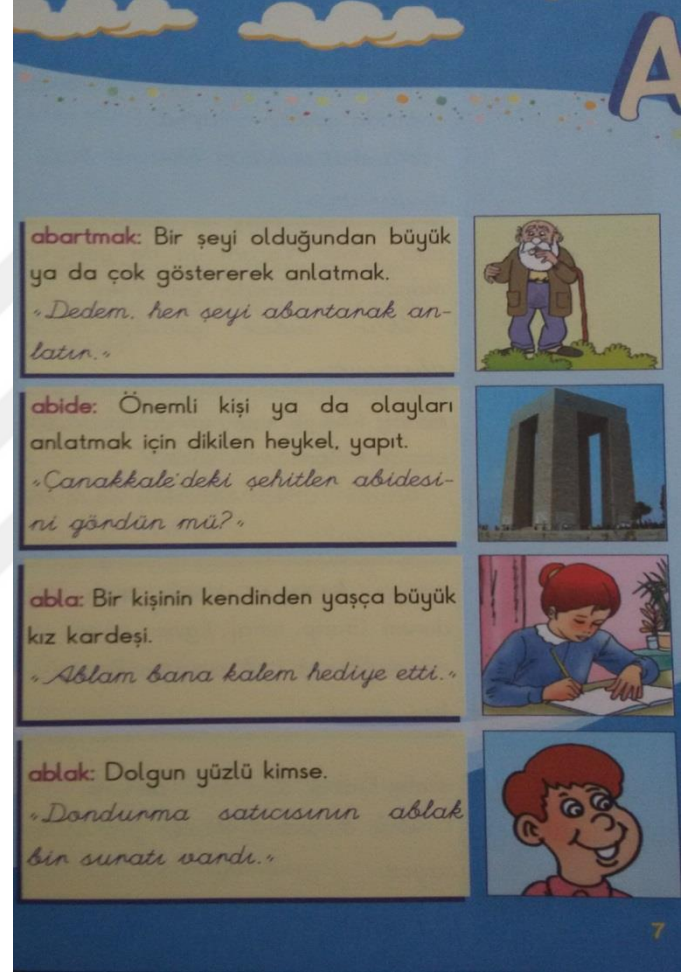 A
abartmak: Bir şeyi olduğundan büyük
ya da çok göstererek anlatmak.
«Dedem, her şeyi abartarak an-
latır.»
abide: Önemli kişi ya da olayları
anlatmak için dikilen heykel, yapıt.
«Çanakkale'deki şehitler abidesi-
ni gördün mü?»
abla: Bir kişinin kendinden yaşça büyük
kız kardeşi.
«Ablam bana kalem hediye etti.»
ablak: Dolgun yüzlü kimse.
«Dondurma satıcısının ablak
bir suratı vardı.»
7